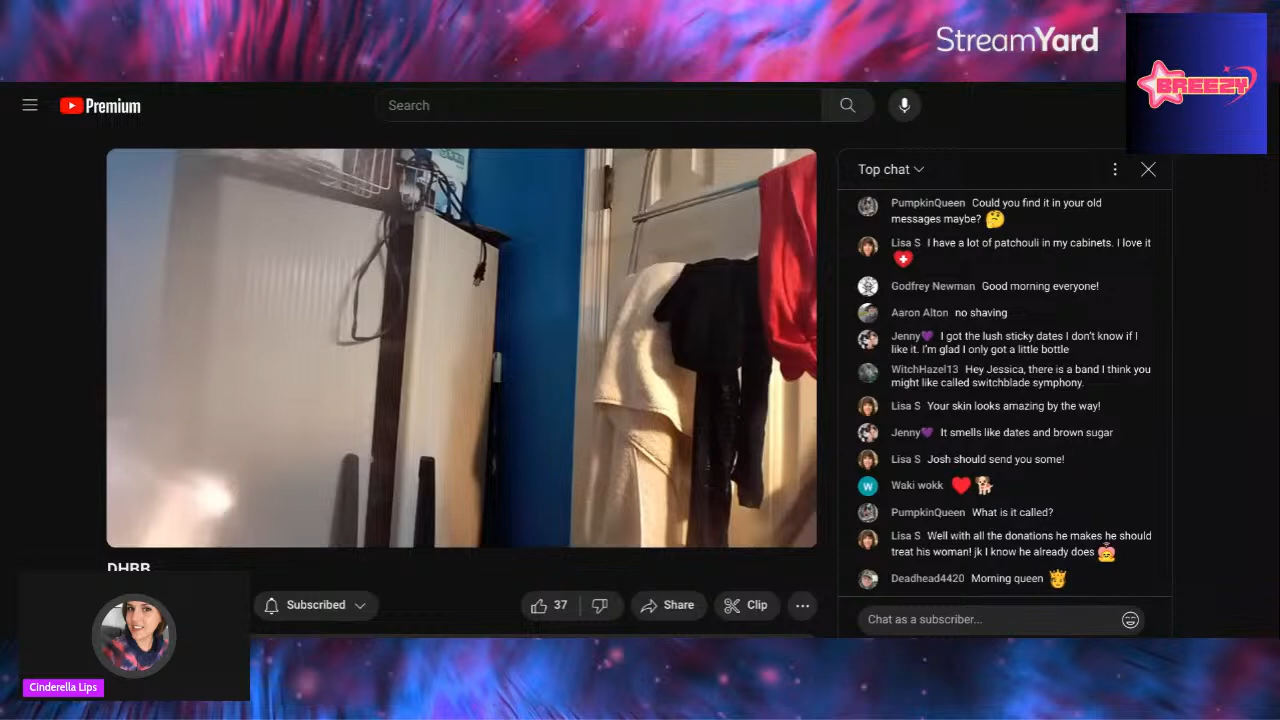 StreamYard
BREEZY
Premium
Search
Top chat
PumpkinQueen Could you find it in your old
messages maybe?
Lisa S I have a lot of patchouli in my cabinets. I love it
Godfrey Newman Good morning everyone!
Aaron Alton no shaving
Jenny💜 I got the lush sticky dates I don't know if I
like it. I'm glad I only got a little bottle
WitchHazel13 Hey Jessica, there is a band I think you
might like called switchblade symphony.
Lisa S Your skin looks amazing by the way!
Jenny💜 It smells like dates and brown sugar
Lisa S Josh should send you some!
W Waki wokk
PumpkinQueen What is it called?
Lisa S Well with all the donations he makes he should
treat his woman! jk I know he already does
Deadhead4420 Morning queen
DHBB
Subscribed
37
Share
Clip
Chat as a subscriber...
Cinderella Lips